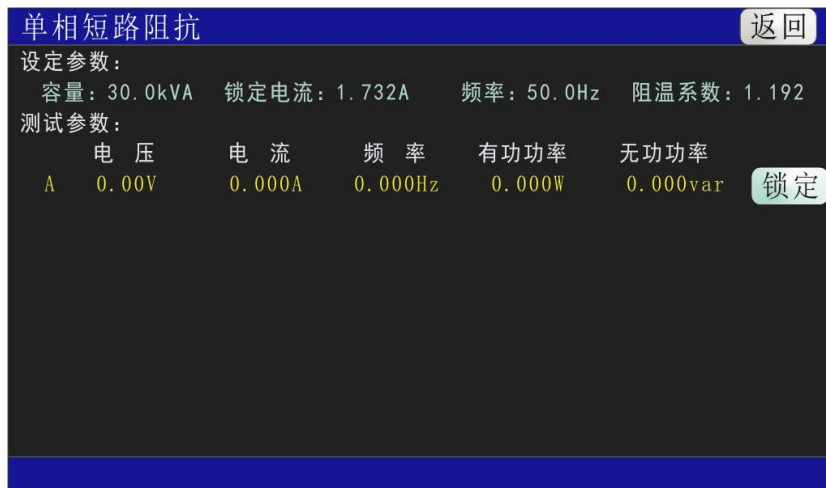 单相短路阻抗 返回
设定参数：
容量：30.0kVA 锁定电流：1.732A 频率：50.0Hz 阻温系数：1.192
测试参数：
电 压 电 流 频 率 有功功率 无功功率
A 0.00V 0.000A 0.000Hz 0.000W 0.000var 锁定